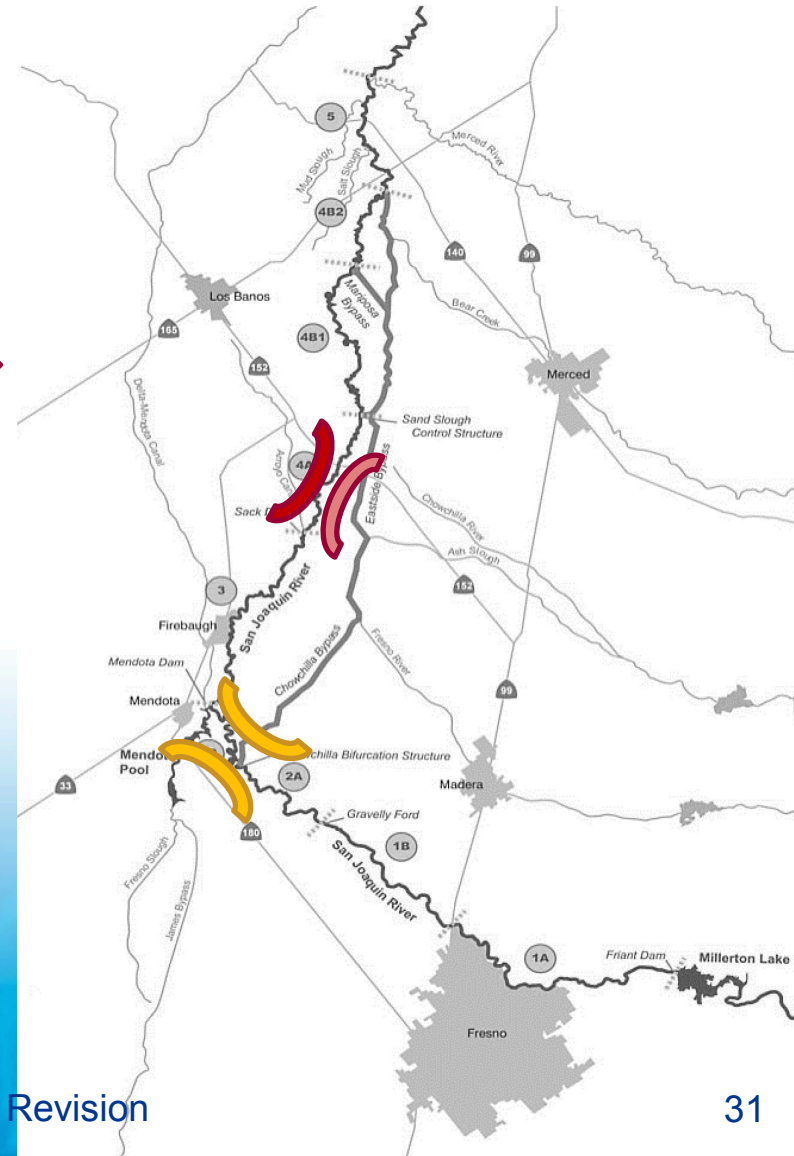 5
Mud Slough
Salt Slough
Merced River
4B2
140
99
Los Banos
Mariposa
Bypass
Bear Creek
165
4B1
152
Merced
Delta-Mendota Canal
Sand Slough
Control Structure
4A
Arroyo
Eastside Bypass
Sack
Chowchilla River
Ash Slough
152
3
San Joaquin River
Firebaugh
Chowchilla Bypass
Fresno River
Mendota Dam
99
Mendota
Pool
Bifurcation Structure
2A
Madera
33
Gravelly Ford
180
1B
Fresno Slough
San Joaquin River
James Bypass
1A
Friant Dam
Millerton Lake
Fresno
Revision
31